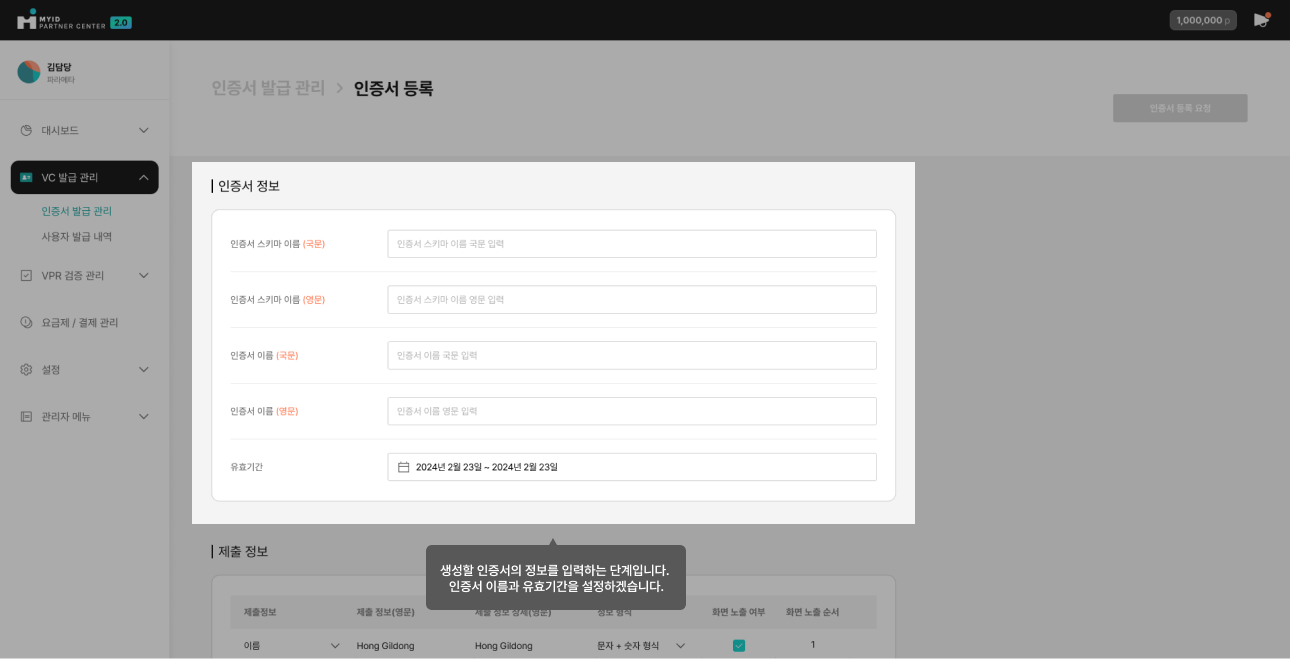 MYID
PARTNER CENTER 2.0
1,000,000 p
김담당
파라메타
대시보드
VC 발급 관리
인증서 발급 관리
사용자 발급 내역
VPR 검증 관리
요금제 / 결제 관리
설정
관리자 메뉴
인증서 발급 관리 > 인증서 등록
인증서 등록 요청
인증서 정보
인증서 스키마 이름 (국문) 인증서 스키마 이름 국문 입력
인증서 스키마 이름 (영문) 인증서 스키마 이름 영문 입력
인증서 이름 (국문) 인증서 이름 국문 입력
인증서 이름 (영문) 인증서 이름 영문 입력
유효기간 2024년 2월 23일 ~ 2024년 2월 23일
제출 정보
생성할 인증서의 정보를 입력하는 단계입니다.
인증서 이름과 유효기간을 설정하겠습니다.
제출정보 제출 정보(영문) 제출 정보 상세(영문) 정보 형식 화면 노출 여부 화면 노출 순서
이름 Hong Gildong Hong Gildong 문자 + 숫자 형식 1